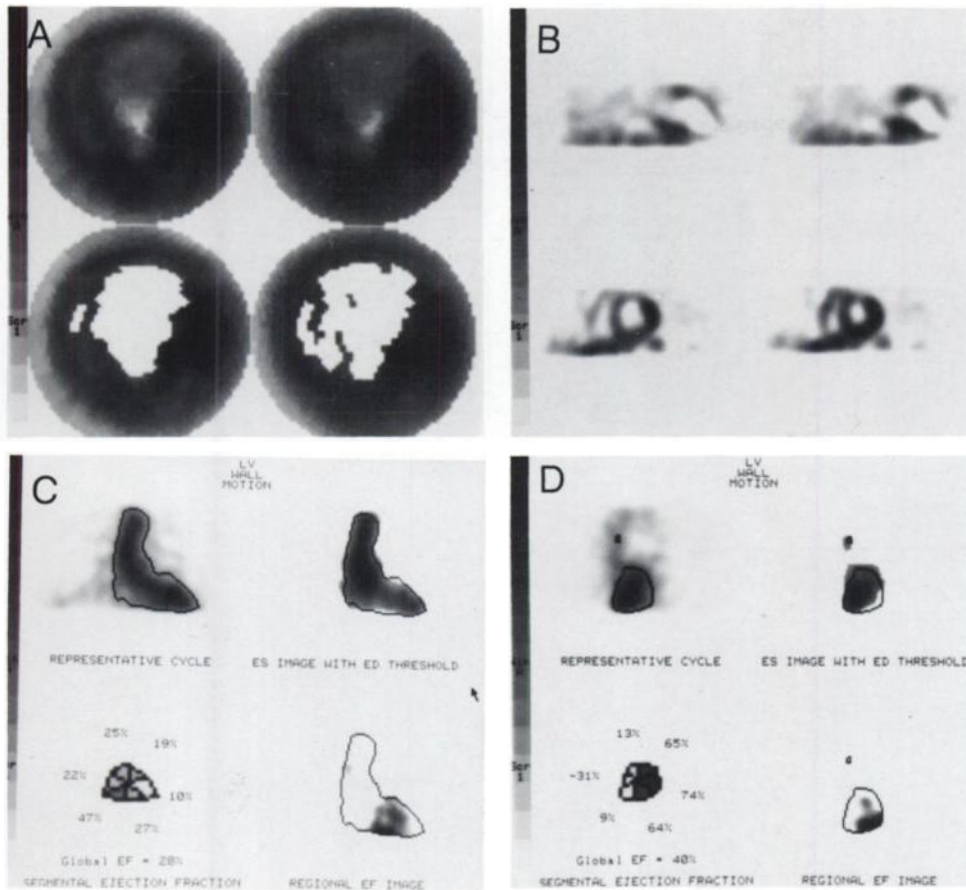 A
B
C
LV
WALL
MOTION
REPRESENTATIVE CYCLE
ES IMAGE WITH ED THRESHOLD
25%
19%
22%
10%
47%
27%
Global EF = 28%
SEGMENTAL EJECTION FRACTION
REGIONAL EF IMAGE
D
LV
WALL
MOTION
REPRESENTATIVE CYCLE
ES IMAGE WITH ED THRESHOLD
13%
65%
-31%
74%
9%
64%
Global EF = 40%
SEGMENTAL EJECTION FRACTION
REGIONAL EF IMAGE